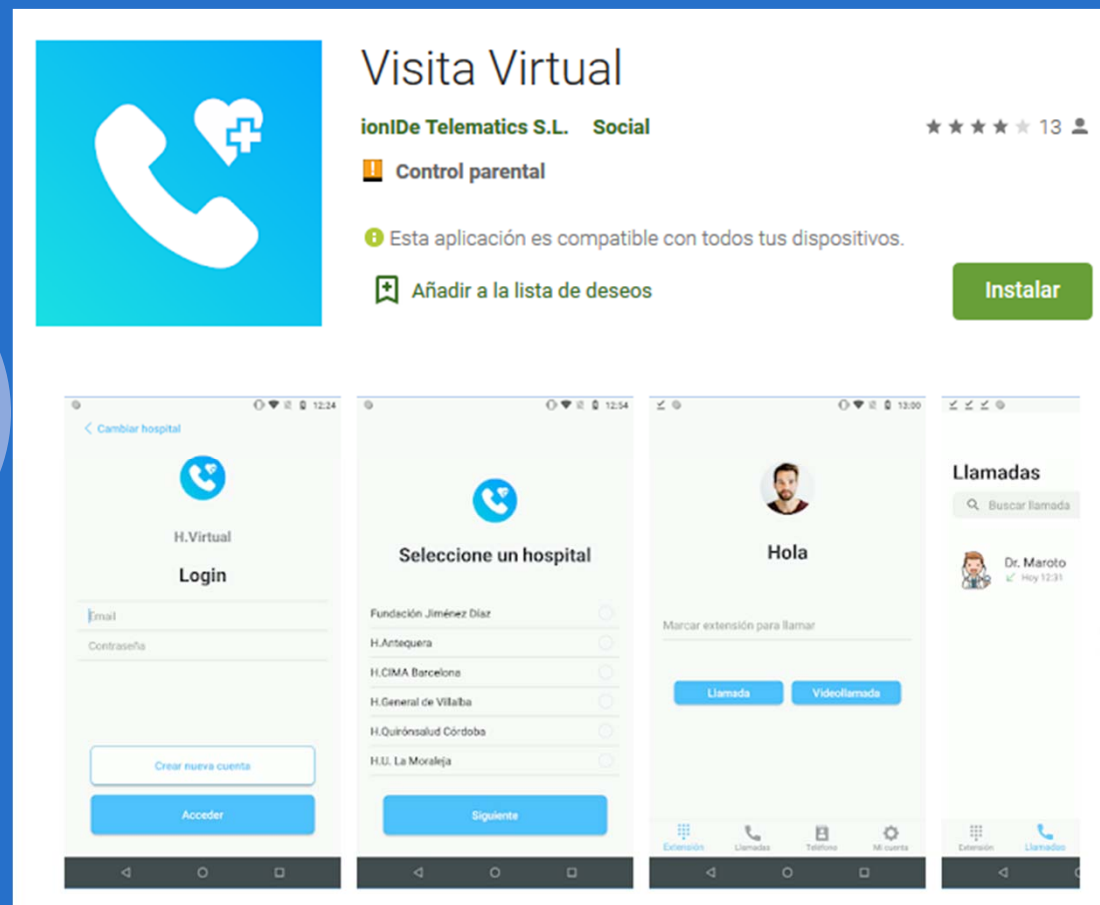 Visita Virtual
ionIDe Telematics S.L. Social
13
Control parental
Esta aplicación es compatible con todos tus dispositivos.
Añadir a la lista de deseos
Instalar
12:24
Cambiar hospital
H.Virtual
Login
Email
Contraseña
Crear nueva cuenta
Acceder
12:54
Seleccione un hospital
Fundación Jiménez Díaz
H.Antequera
H.CIMA Barcelona
H.General de Villalba
H.Quirónsalud Córdoba
H.U. La Moraleja
Siguiente
13:00
Hola
Marcar extensión para llamar
Llamada Videollamada
Extensión Llamadas Teléfono Mi cuenta
Llamadas
Buscar llamada
Dr. Maroto
Hoy 12:31
Extensión Llamadas